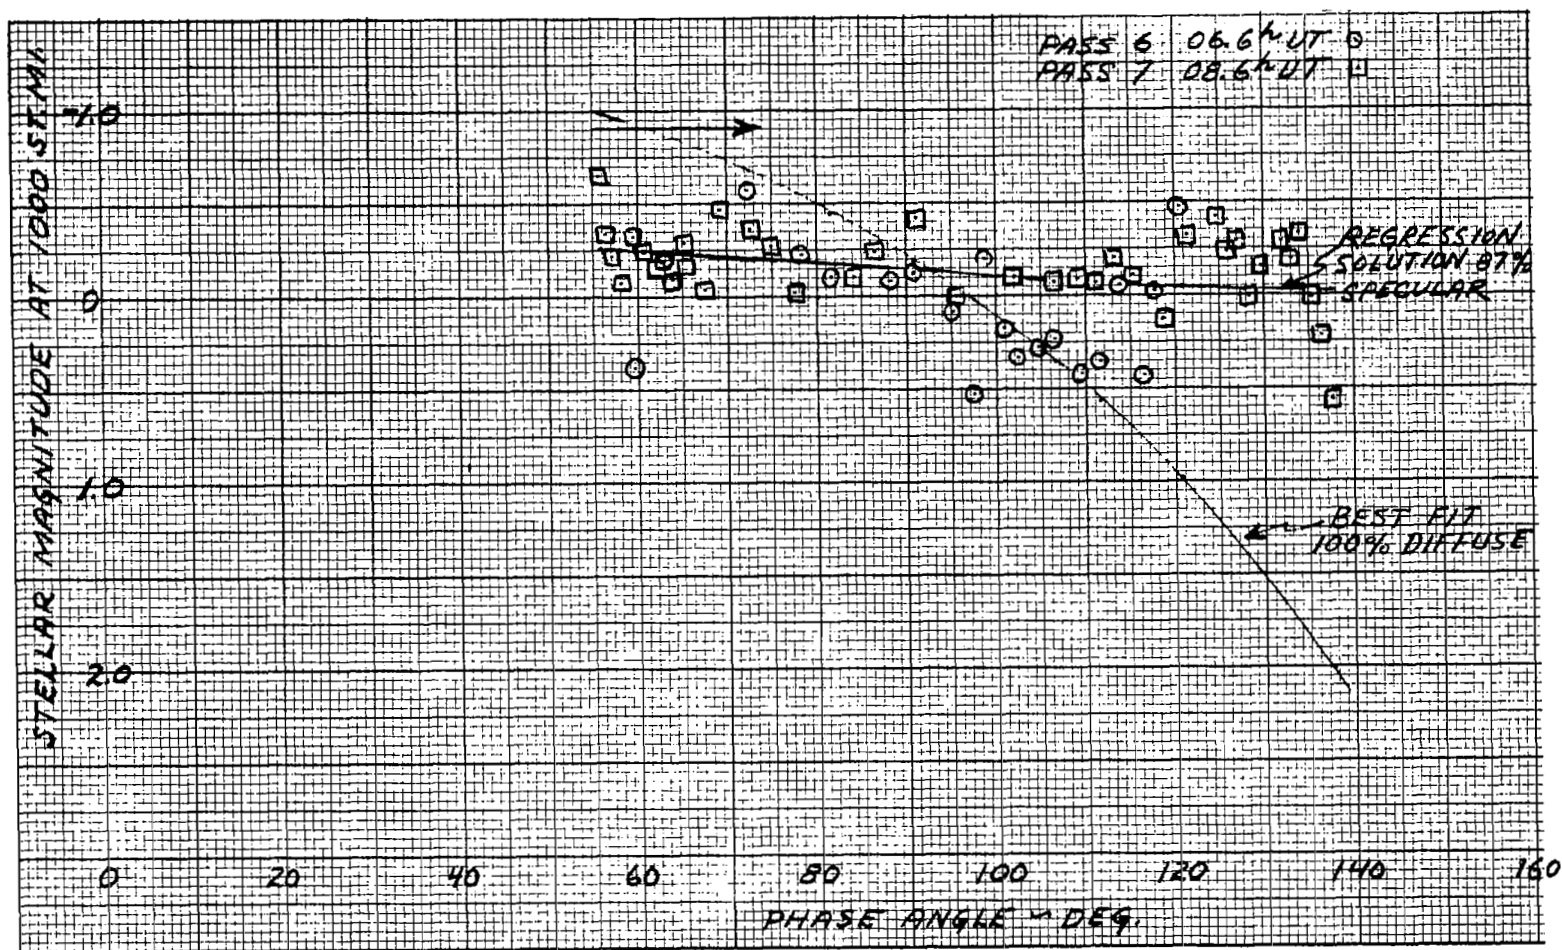 PASS 6 06.6h UT
PASS 7 08.6h UT
STELLAR MAGNITUDE AT 1000 ST. MI.
-1.0
0
1.0
2.0
REGRESSION
SOLUTION 87%
SPECULAR
BEST FIT
100% DIFFUSE
0 20 40 60 80 100 120 140 160
PHASE ANGLE ~ DEG.